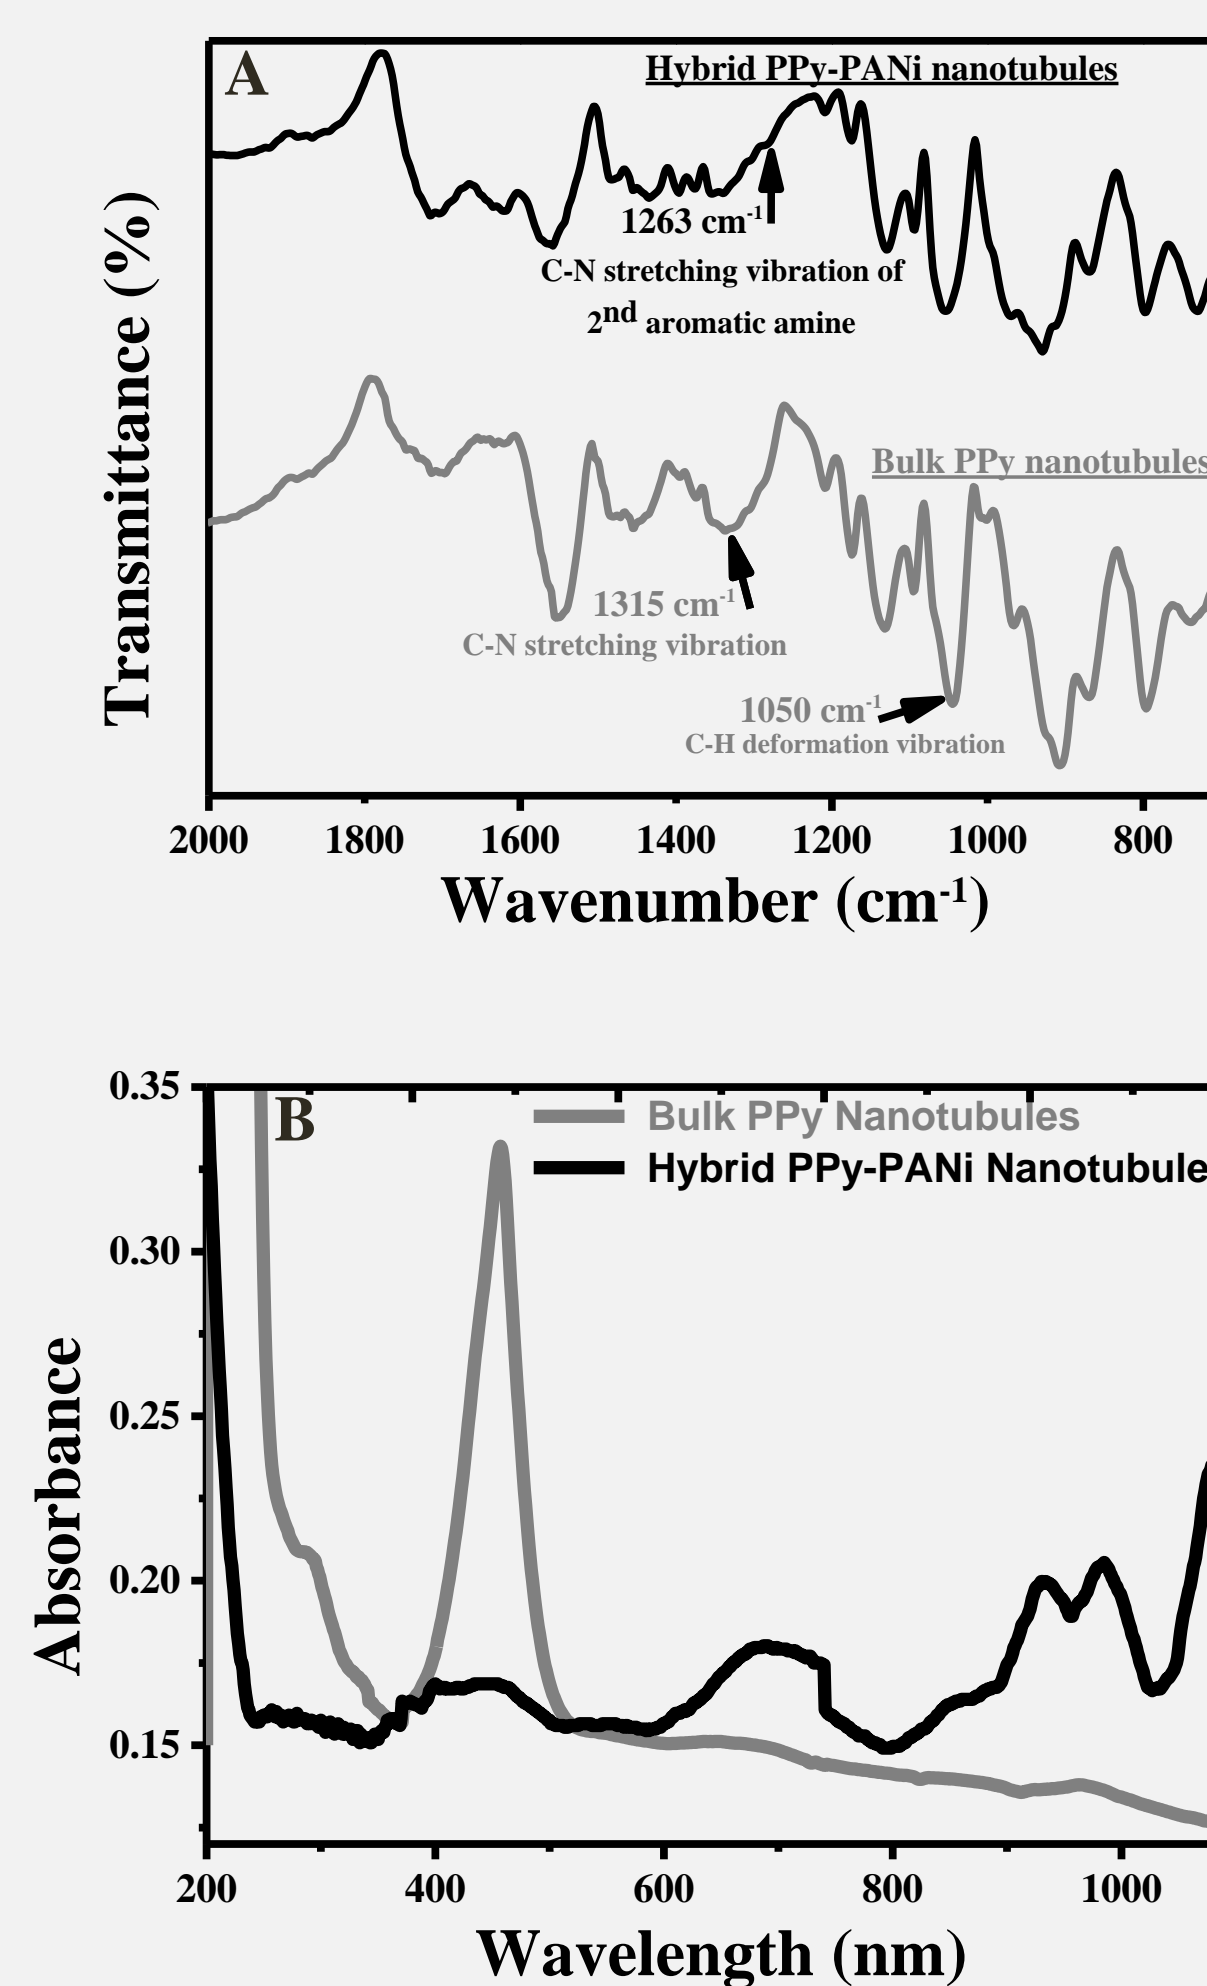 A
Hybrid PPy-PANi nanotubules
1263 cm-1
C-N stretching vibration of
2nd aromatic amine
Bulk PPy nanotubules
1315 cm-1
C-N stretching vibration
1050 cm-1
C-H deformation vibration
Transmittance (%)
2000 1800 1600 1400 1200 1000 800
Wavenumber (cm-1)
B
Bulk PPy Nanotubules
Hybrid PPy-PANi Nanotubule
0.35
0.30
0.25
0.20
0.15
Absorbance
200 400 600 800 1000
Wavelength (nm)